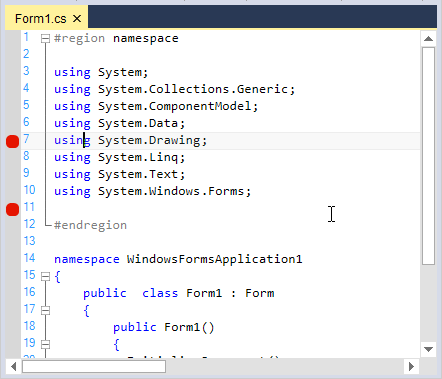 Form1.cs
1 #region namespace
2
3 using System;
4 using System.Collections.Generic;
5 using System.ComponentModel;
6 using System.Data;
7 using System.Drawing;
8 using System.Linq;
9 using System.Text;
10 using System.Windows.Forms;
11
12 #endregion
13
14 namespace WindowsFormsApplication1
15 {
16 public class Form1 : Form
17 {
18 public Form1()
19 {